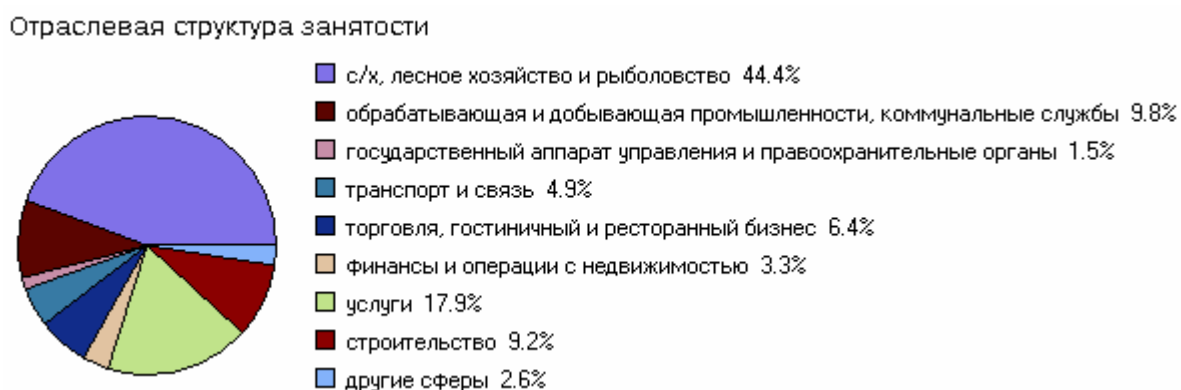 Отраслевая структура занятости
с/х, лесное хозяйство и рыболовство 44.4%
обрабатывающая и добывающая промышленности, коммунальные службы 9.8%
государственный аппарат управления и правоохранительные органы 1.5%
транспорт и связь 4.9%
торговля, гостиничный и ресторанный бизнес 6.4%
финансы и операции с недвижимостью 3.3%
услуги 17.9%
строительство 9.2%
другие сферы 2.6%